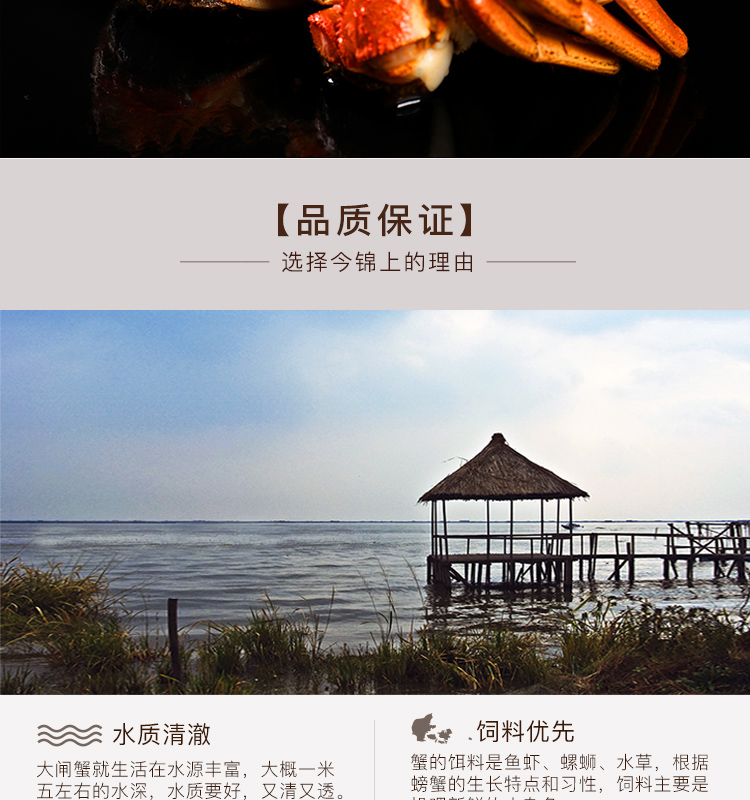 【品质保证】
选择今锦上的理由
水质清澈
大闸蟹就生活在水源丰富，大概一米
五左右的水深，水质要好，又清又透。
.饲料优先
蟹的饵料是鱼虾、螺蛳、水草，根据
螃蟹的生长特点和习性，饲料主要是